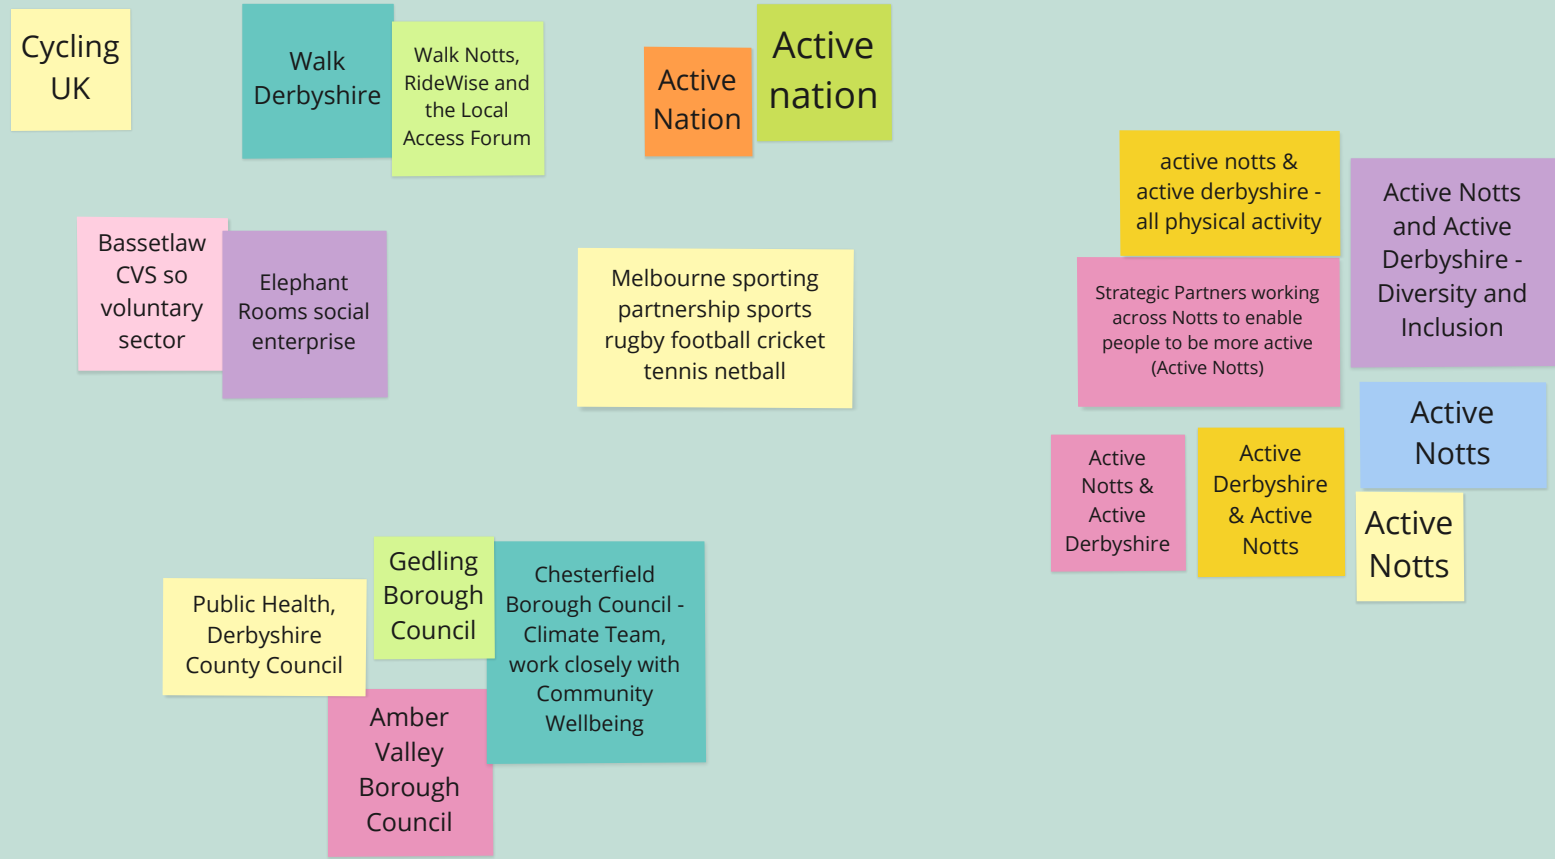 Cycling
UK
Walk
Derbyshire
Walk Notts,
RideWise and
the Local
Access Forum
Active
Nation
Active
nation
active notts &
active derbyshire -
all physical activity
Active Notts
and Active
Derbyshire -
Diversity and
Inclusion
Bassetlaw
CVS so
voluntary
sector
Elephant
Rooms social
enterprise
Melbourne sporting
partnership sports
rugby football cricket
tennis netball
Strategic Partners working
across Notts to enable
people to be more active
(Active Notts)
Active
Notts
Active
Notts &
Active
Derbyshire
Active
Derbyshire
& Active
Notts
Active
Notts
Public Health,
Derbyshire
County Council
Gedling
Borough
Council
Chesterfield
Borough Council -
Climate Team,
work closely with
Community
Wellbeing
Amber
Valley
Borough
Council